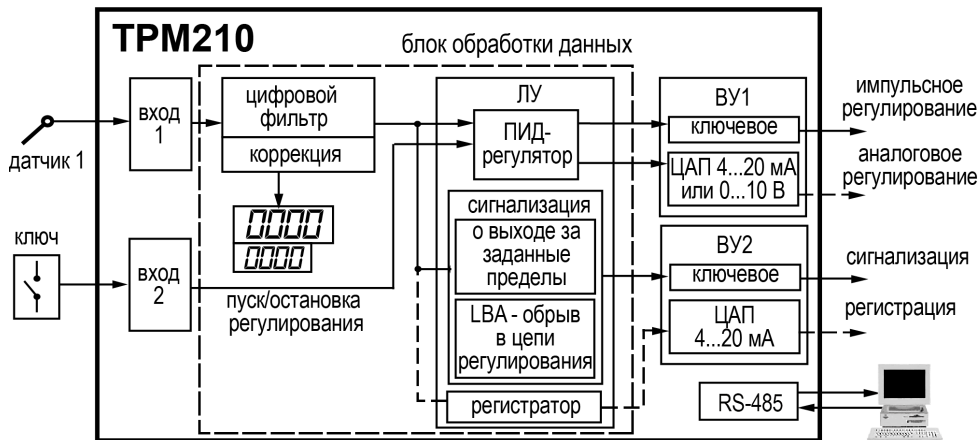 ТРМ210
блок обработки данных
датчик 1
вход
1
цифровой
фильтр
коррекция
0000
0000
ключ
вход
2
пуск/остановка
регулирования
ЛУ
ПИД-
регулятор
сигнализация
о выходе за
заданные
пределы
LBA - обрыв
в цепи
регулирования
регистратор
ВУ1
ключевое
ЦАП 4...20 мА
или 0...10 В
ВУ2
ключевое
ЦАП
4...20 мА
RS-485
импульсное
регулирование
аналоговое
регулирование
сигнализация
регистрация